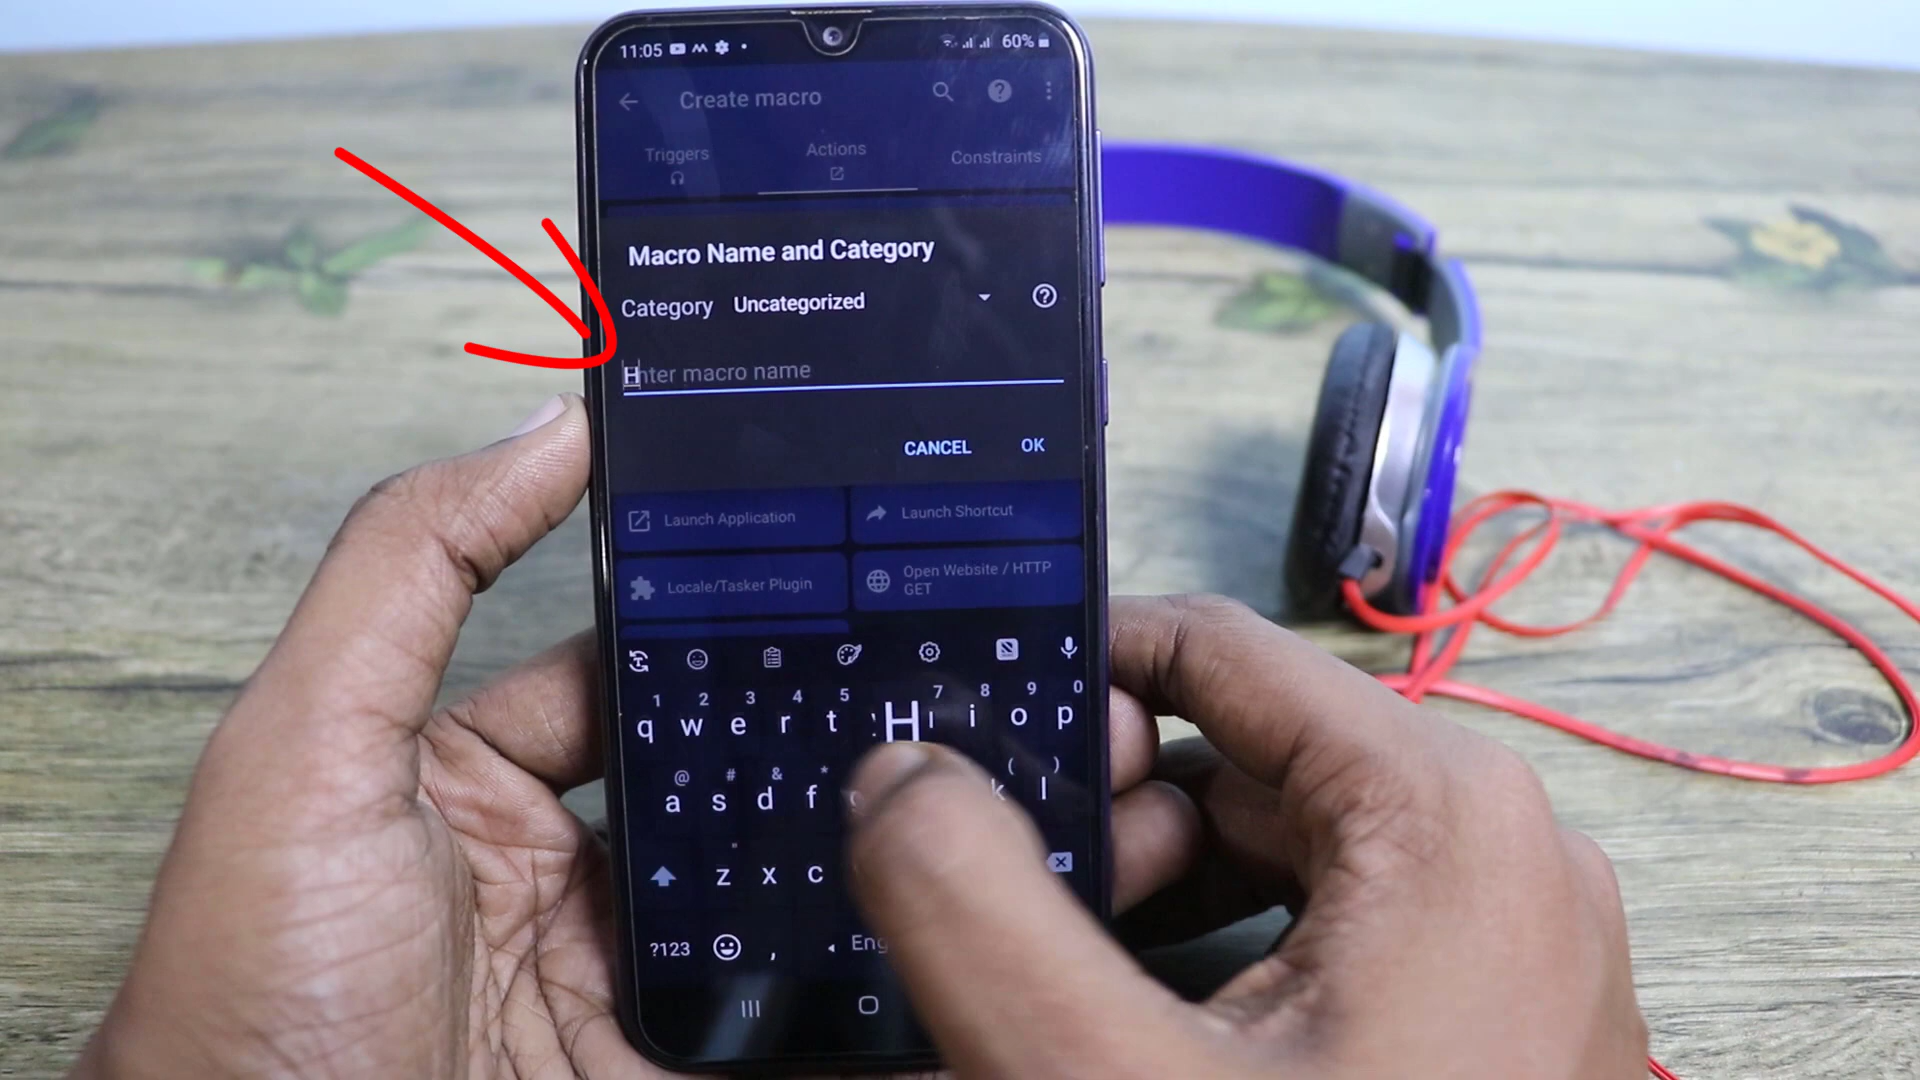 11:05 60%
Create macro
Triggers Actions Constraints
Macro Name and Category
Category Uncategorized
H
nter macro name
CANCEL OK
Launch Application Launch Shortcut
Locale/Tasker Plugin Open Website / HTTP
GET
1 2 3 4 5 7 8 9 0
q w e r t H i o p
@ # & * ( )
a s d f k l
z x c
?123 , Eng